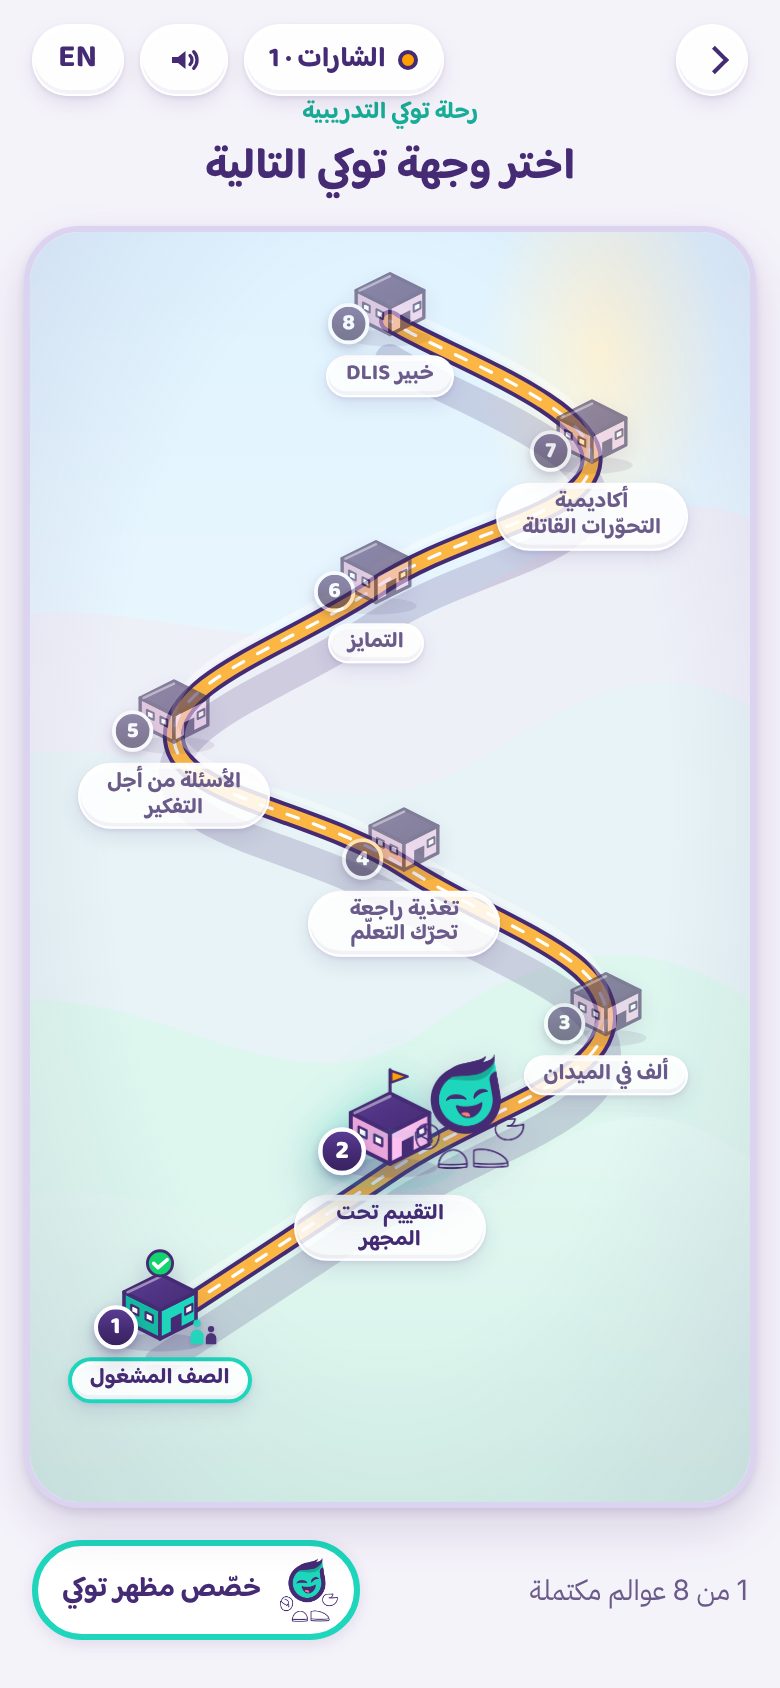 الشارات · 1
EN
رحلة توكي التدريبية
اختر وجهة توكي التالية
8
خبير DLIS
7
أكاديمية
التحوّرات القاتلة
6
التمايز
5
الأسئلة من أجل
التفكير
4
تغذية راجعة
تحرّك التعلّم
3
ألف في الميدان
2
التقييم تحت
المجهر
1
الصف المشغول
1 من 8 عوالم مكتملة
خصّص مظهر توكي